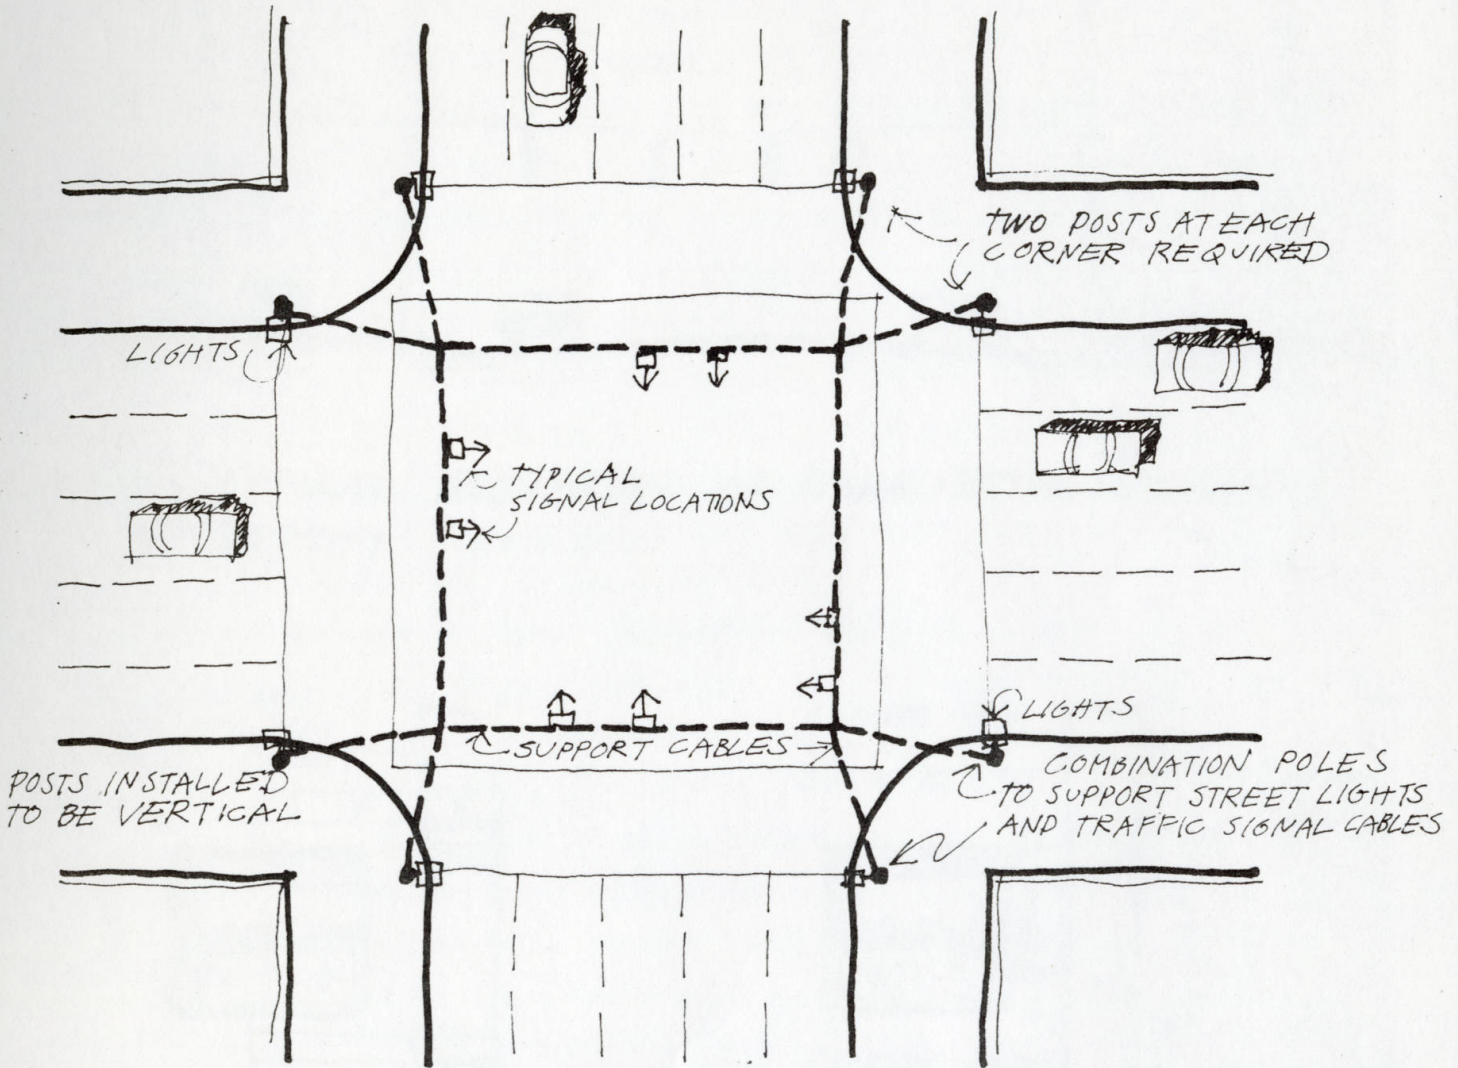 TWO POSTS AT EACH
CORNER REQUIRED
LIGHTS
TYPICAL
SIGNAL LOCATIONS
LIGHTS
SUPPORT CABLES
POSTS INSTALLED
TO BE VERTICAL
COMBINATION POLES
TO SUPPORT STREET LIGHTS
AND TRAFFIC SIGNAL CABLES